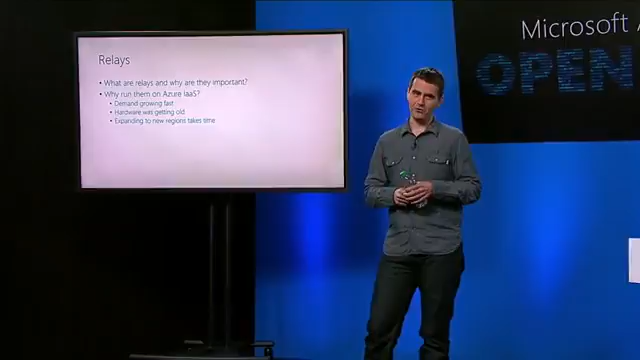 Relays
• What are relays and why are they important?
• Why run them on Azure IaaS?
• Demand growing fast
• Hardware was getting old
• Expanding to new regions takes time
Microsoft A
OPEN